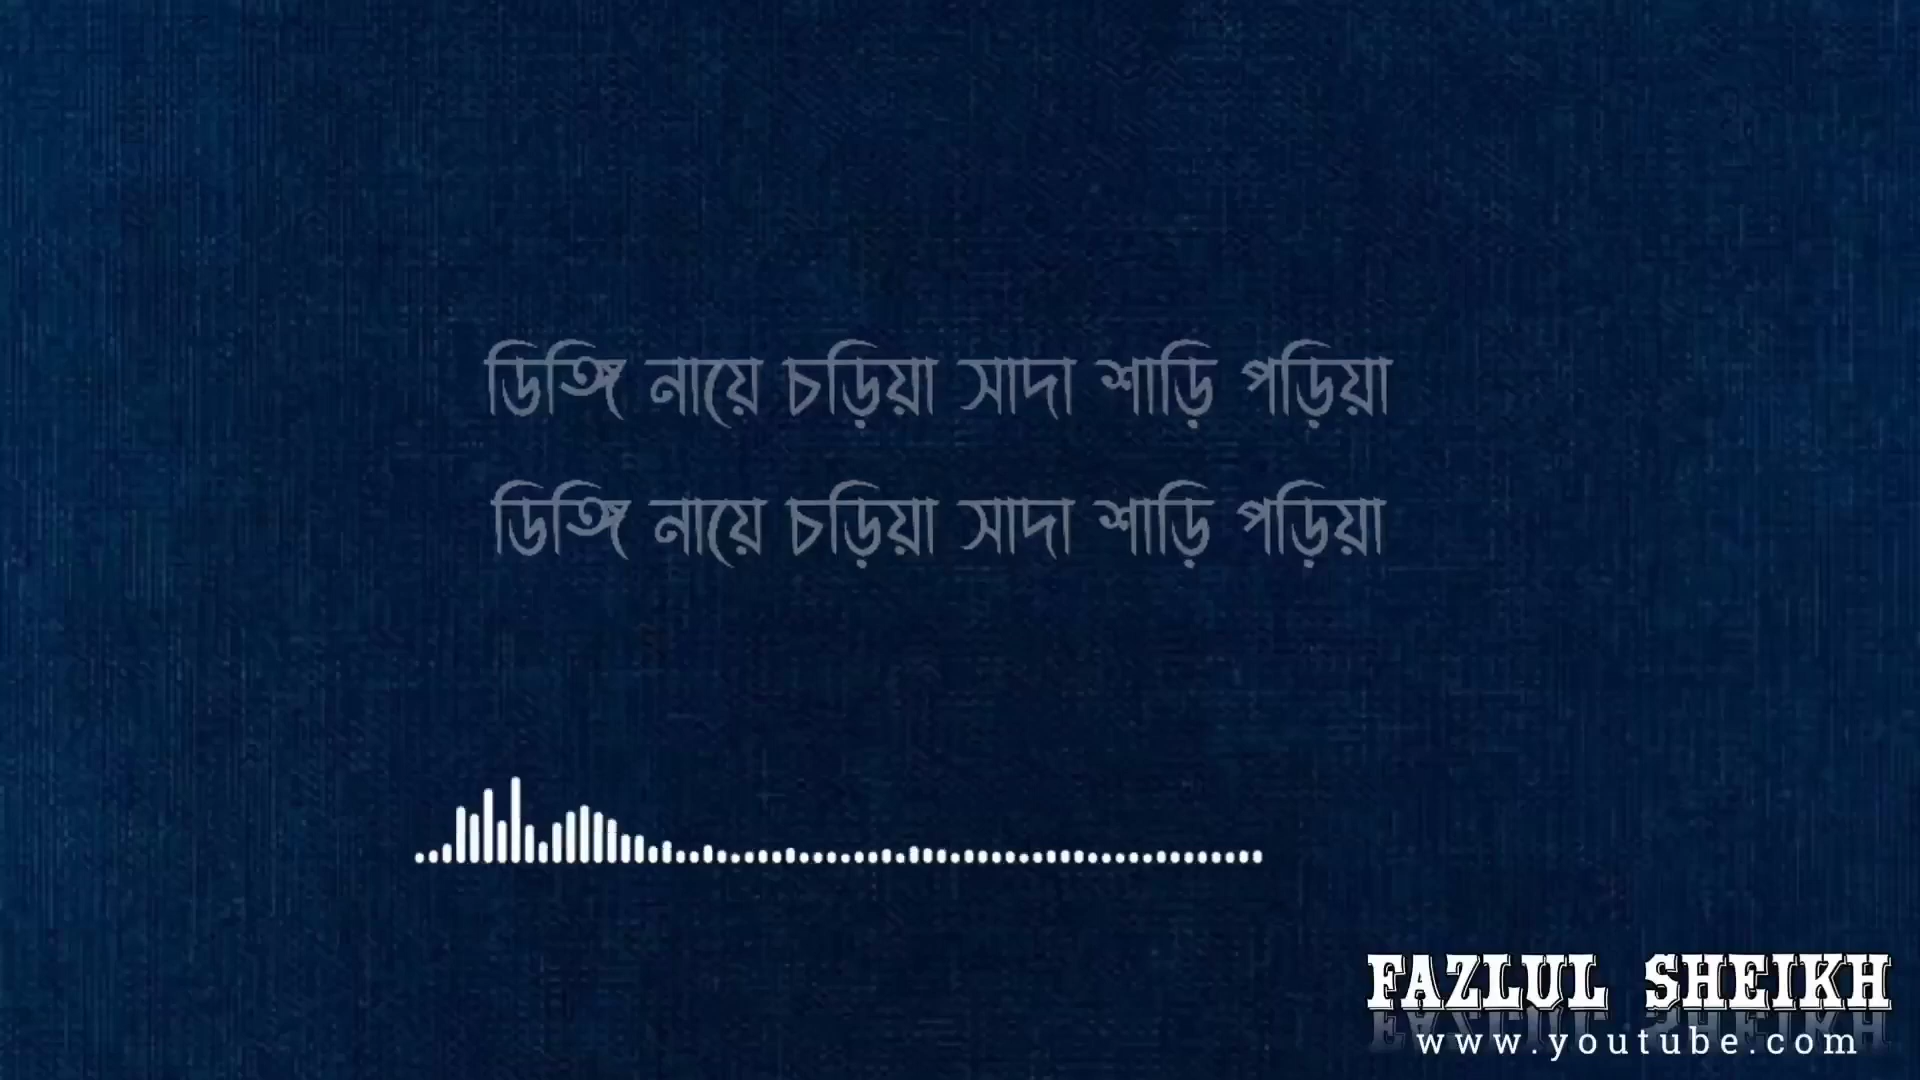 ডিঙ্গি নায়ে চড়িয়া সাদা শাড়ি পড়িয়া
ডিঙ্গি নায়ে চড়িয়া সাদা শাড়ি পড়িয়া
FAZLUL SHEIKH
www.youtube.com